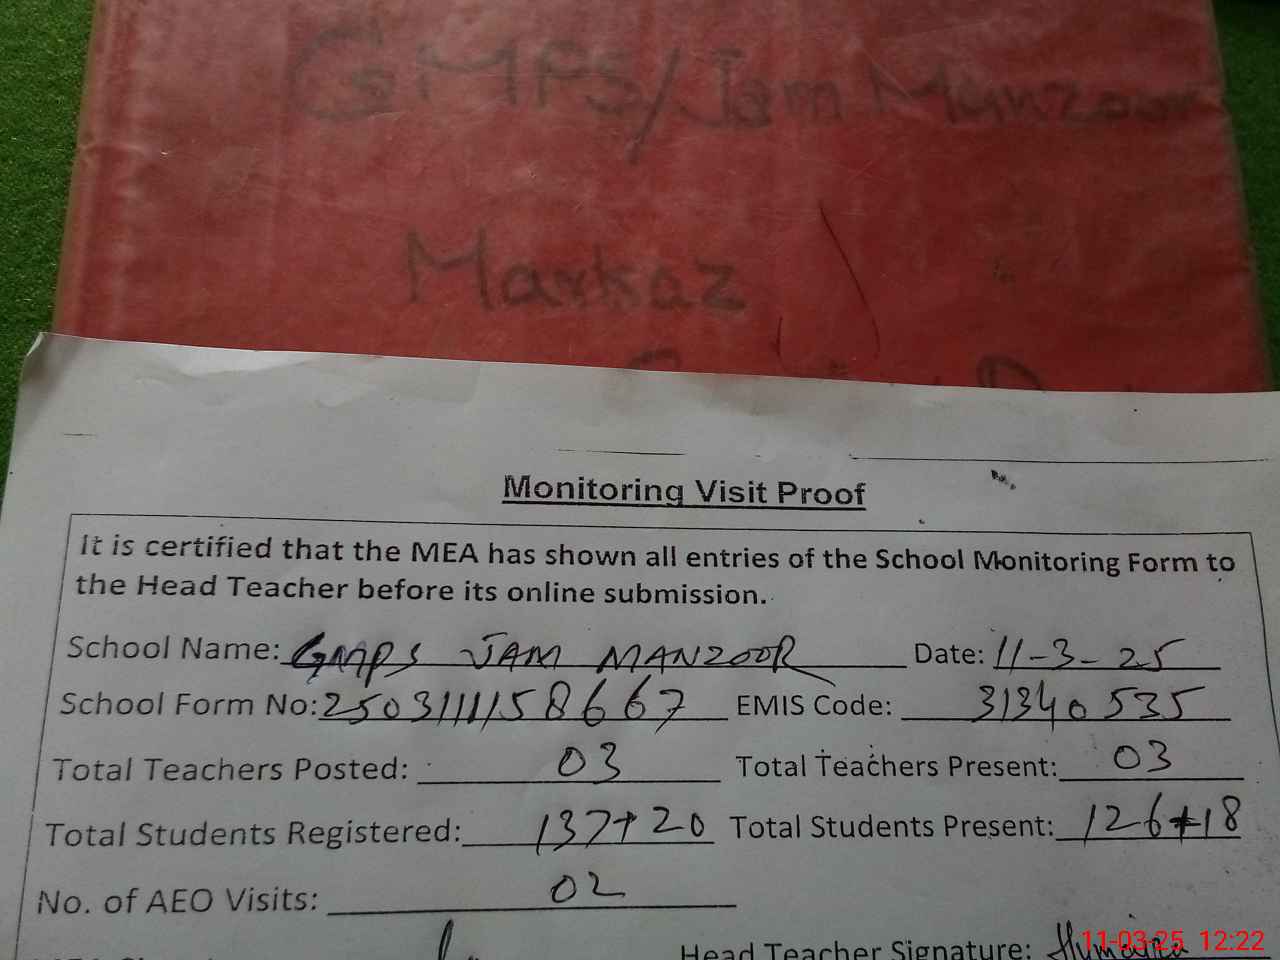 GMPS/Jam Manzoor
Markaz
Monitoring Visit Proof
It is certified that the MEA has shown all entries of the School Monitoring Form to
the Head Teacher before its online submission.
School Name: GMPS JAM MANZOOR Date: 11-3-25
School Form No: 250311158667 EMIS Code: 31340535
Total Teachers Posted: 03 Total Teachers Present: 03
Total Students Registered: 137+20 Total Students Present: 126+18
No. of AEO Visits: 02
Head Teacher Signature: Humaira
11-03-25 12:22